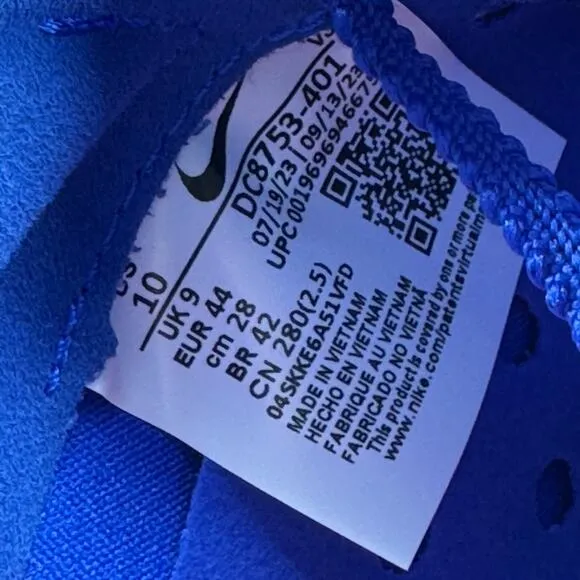 10
UK 9
EUR 44
cm 28
BR 42
CN 280(2.5)
DC8753-401
07/19/23 | 09/13/23
UPC
04SKKE6A51VFD
MADE IN VIETNAM
HECHO EN VIETNAM
FABRIQUE AU VIETNAM
FABRICADO NO VIETNA
This product is covered by one or more pa
www.nike.com/patentsvirtualm